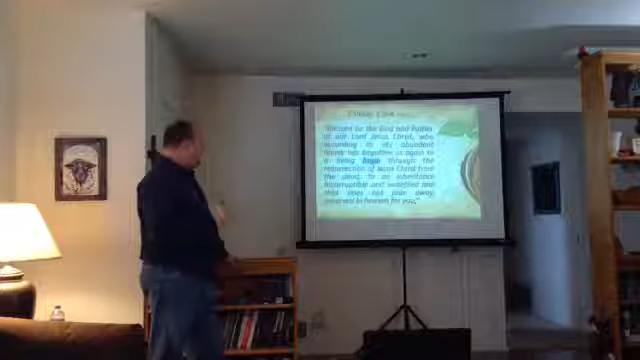 "Blessed be the God and Father
of our Lord Jesus Christ, who
according to His abundant
mercy has begotten us again to
a living hope through the
resurrection of Jesus Christ from
the dead, to an inheritance
incorruptible and undefiled and
that does not fade away,
reserved in heaven for you,"